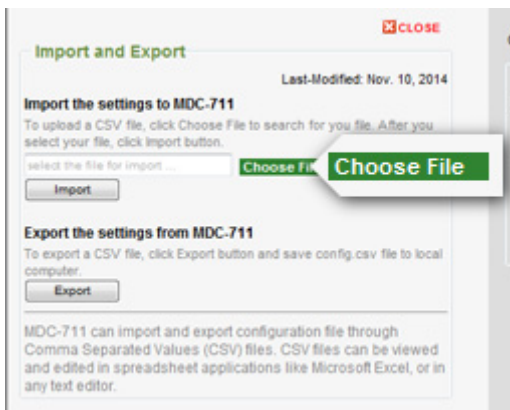 CLOSE
Import and Export
Last-Modified: Nov. 10, 2014
Import the settings to MDC-711
To upload a CSV file, click Choose File to search for you file. After you
select your file, click Import button.
select the file for import ...
Choose Fi
Choose File
Import
Export the settings from MDC-711
To export a CSV file, click Export button and save config.csv file to local
computer.
Export
MDC-711 can import and export configuration file through
Comma Separated Values (CSV) files. CSV files can be viewed
and edited in spreadsheet applications like Microsoft Excel, or in
any text editor.